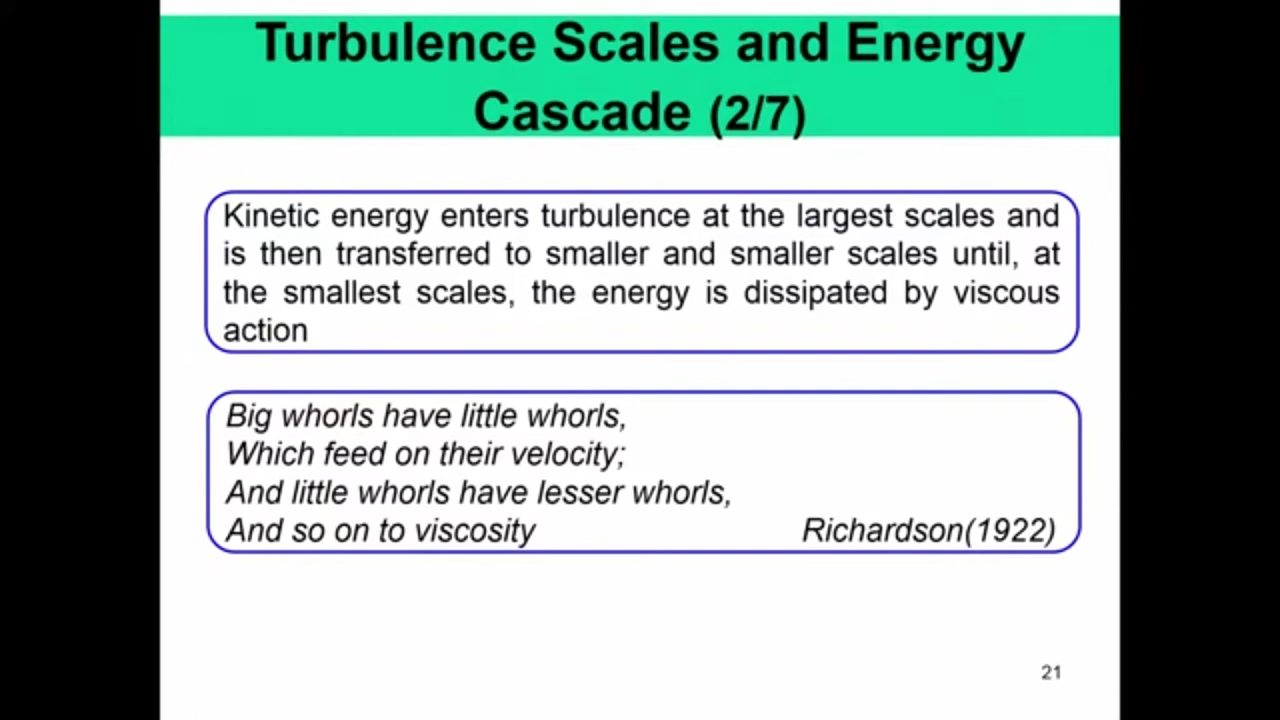 Turbulence Scales and Energy
Cascade (2/7)
Kinetic energy enters turbulence at the largest scales and
is then transferred to smaller and smaller scales until, at
the smallest scales, the energy is dissipated by viscous
action
Big whorls have little whorls,
Which feed on their velocity;
And little whorls have lesser whorls,
And so on to viscosity Richardson(1922)
21